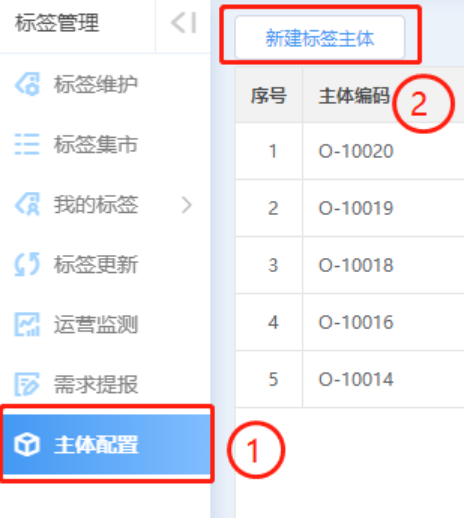 标签管理
新建标签主体
标签维护
标签集市
我的标签
标签更新
运营监测
需求提报
主体配置
1
序号 主体编码
2
1 O-10020
2 O-10019
3 O-10018
4 O-10016
5 O-10014